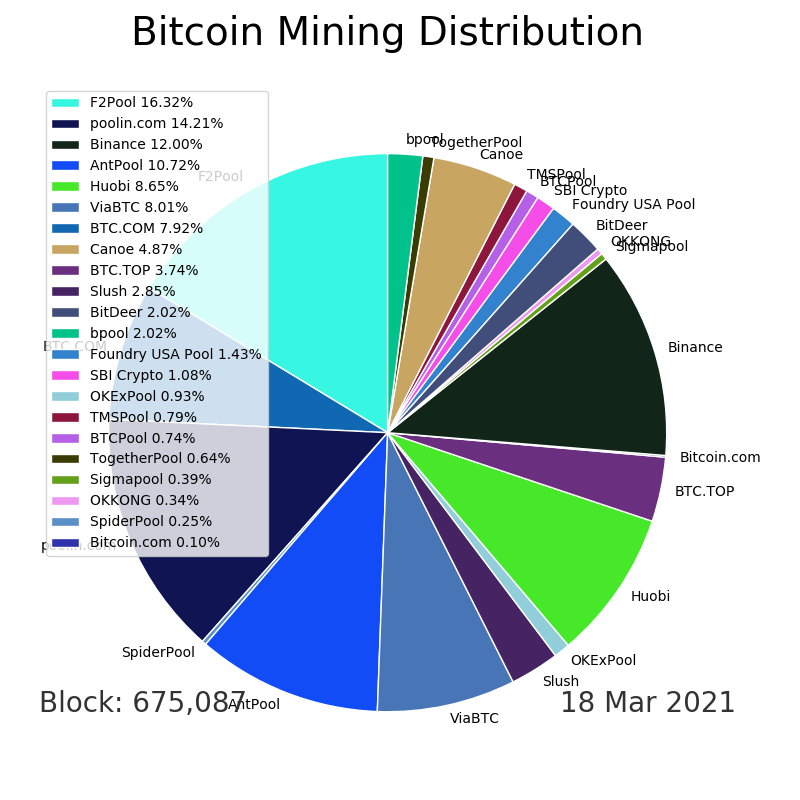 Bitcoin Mining Distribution
F2Pool 16.32%
poolin.com 14.21%
Binance 12.00%
AntPool 10.72%
Huobi 8.65%
ViaBTC 8.01%
BTC.COM 7.92%
Canoe 4.87%
BTC.TOP 3.74%
Slush 2.85%
BitDeer 2.02%
bpool 2.02%
Foundry USA Pool 1.43%
SBI Crypto 1.08%
OKExPool 0.93%
TMSPool 0.79%
BTCPool 0.74%
TogetherPool 0.64%
Sigmapool 0.39%
OKKONG 0.34%
SpiderPool 0.25%
Bitcoin.com 0.10%
bpool
TogetherPool
Canoe
TMSPool
BTCPool
SBI Crypto
Foundry USA Pool
BitDeer
OKKONG
Sigmapool
Binance
Bitcoin.com
BTC.TOP
Huobi
OKExPool
Slush
ViaBTC
AntPool
SpiderPool
poolin.com
BTC.COM
F2Pool
Block: 675,087
18 Mar 2021